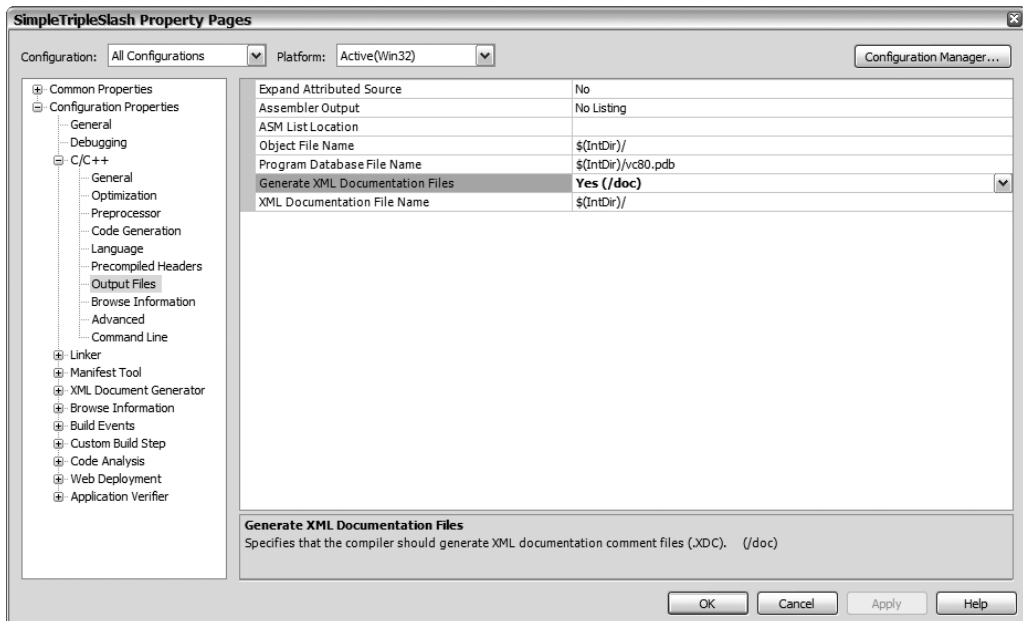 SimpleTripleSlash Property Pages
Configuration: All Configurations Platform: Active(Win32) Configuration Manager...
Common Properties
Configuration Properties
General
Debugging
C/C++
General
Optimization
Preprocessor
Code Generation
Language
Precompiled Headers
Output Files
Browse Information
Advanced
Command Line
Linker
Manifest Tool
XML Document Generator
Browse Information
Build Events
Custom Build Step
Code Analysis
Web Deployment
Application Verifier
Expand Attributed Source No
Assembler Output No Listing
ASM List Location
Object File Name $(IntDir)/
Program Database File Name $(IntDir)/vc80.pdb
Generate XML Documentation Files Yes (/doc)
XML Documentation File Name $(IntDir)/
Generate XML Documentation Files
Specifies that the compiler should generate XML documentation comment files (.XDC). (/doc)
OK Cancel Apply Help